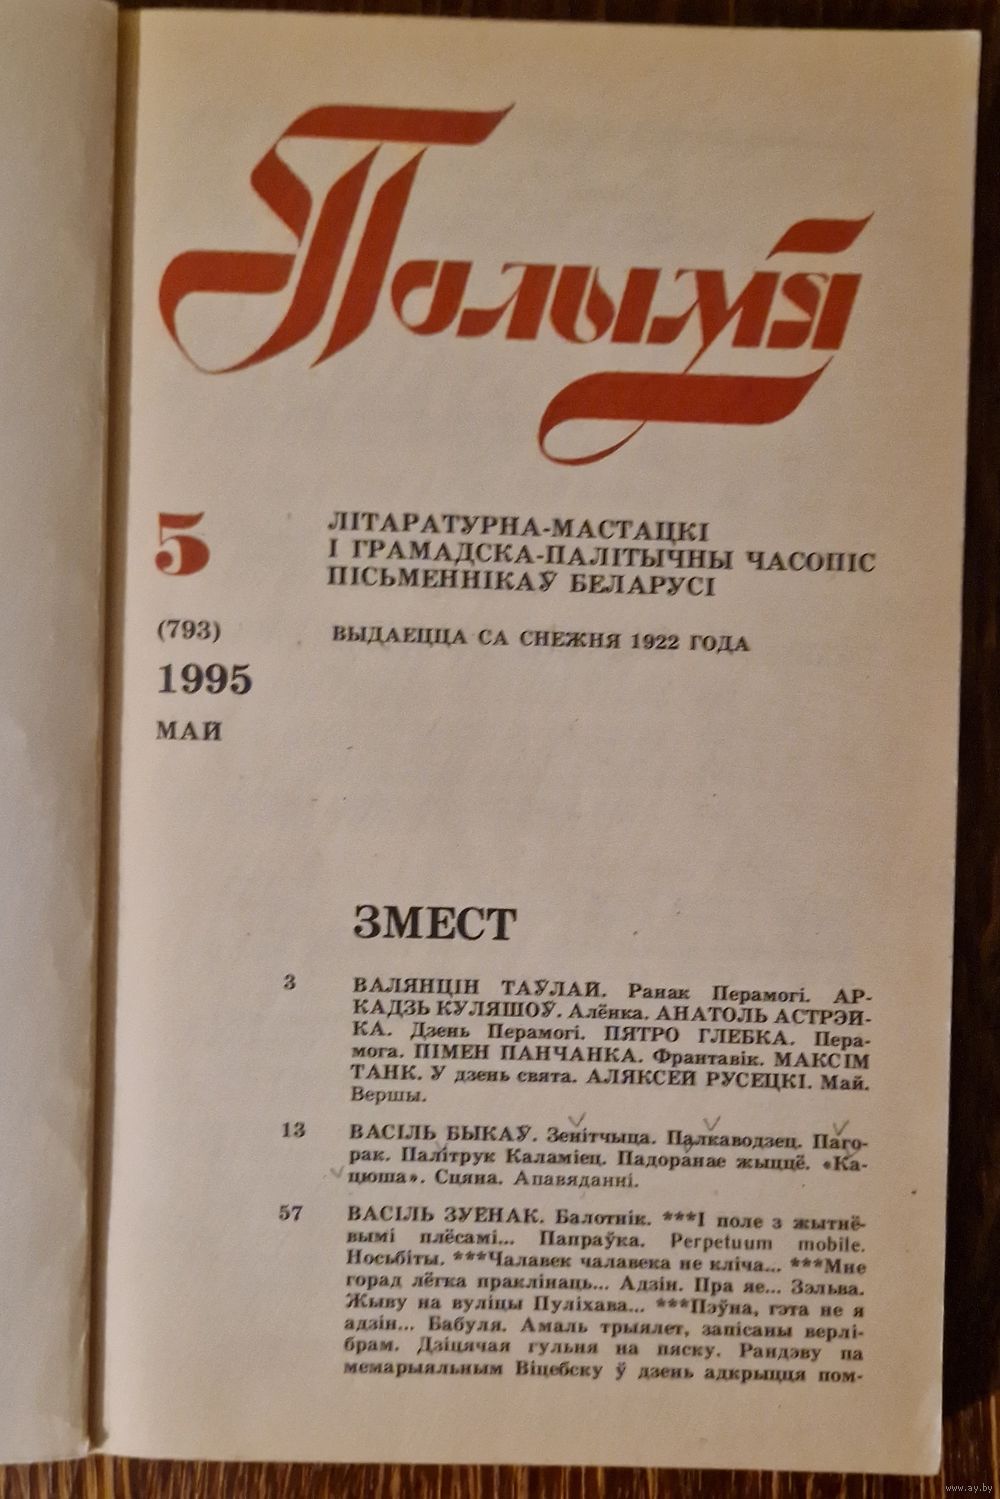 Полымя
5
ЛІТАРАТУРНА-МАСТАЦКІ
І ГРАМАДСКА-ПАЛІТЫЧНЫ ЧАСОПІС
ПІСЬМЕННІКАЎ БЕЛАРУСІ
(793)
ВЫДАЕЦЦА СА СНЕЖНЯ 1922 ГОДА
1995
МАЙ
ЗМЕСТ
3 ВАЛЯНЦІН ТАЎЛАЙ. Ранак Перамогі. АР-
КАДЗЬ КУЛЯШОЎ. Алёнка. АНАТОЛЬ АСТРЭЙ-
КА. Дзень Перамогі. ПЯТРО ГЛЕБКА. Пера-
мога. ПІМЕН ПАНЧАНКА. Франтавік. МАКСІМ
ТАНК. У дзень свята. АЛЯКСЕЙ РУСЕЦКІ. Май.
Вершы.
13 ВАСІЛЬ БЫКАЎ. Зенітчыца. Палкаводзец. Паго-
рак. Палітрук Каламіец. Падоранае жыццё. «Ка-
цюша». Сцяна. Апавяданні.
57 ВАСІЛЬ ЗУЕНАК. Балотнік. ***І поле з жытнё-
вымі плёсамі... Папраўка. Perpetuum mobile.
Носьбіты. ***Чалавек чалавека не кліча... ***Мне
горад лёгка праклінаць... Адзін. Пра яе... Зэльва.
Жыву на вуліцы Пуліхава... ***Пэўна, гэта не я
адзін... Бабуля. Амаль трыялет, запісаны верлі-
брам. Дзіцячая гульня на пяску. Рандэву па
мемарыяльным Віцебску ў дзень адкрыцця пом-
www.ay.by